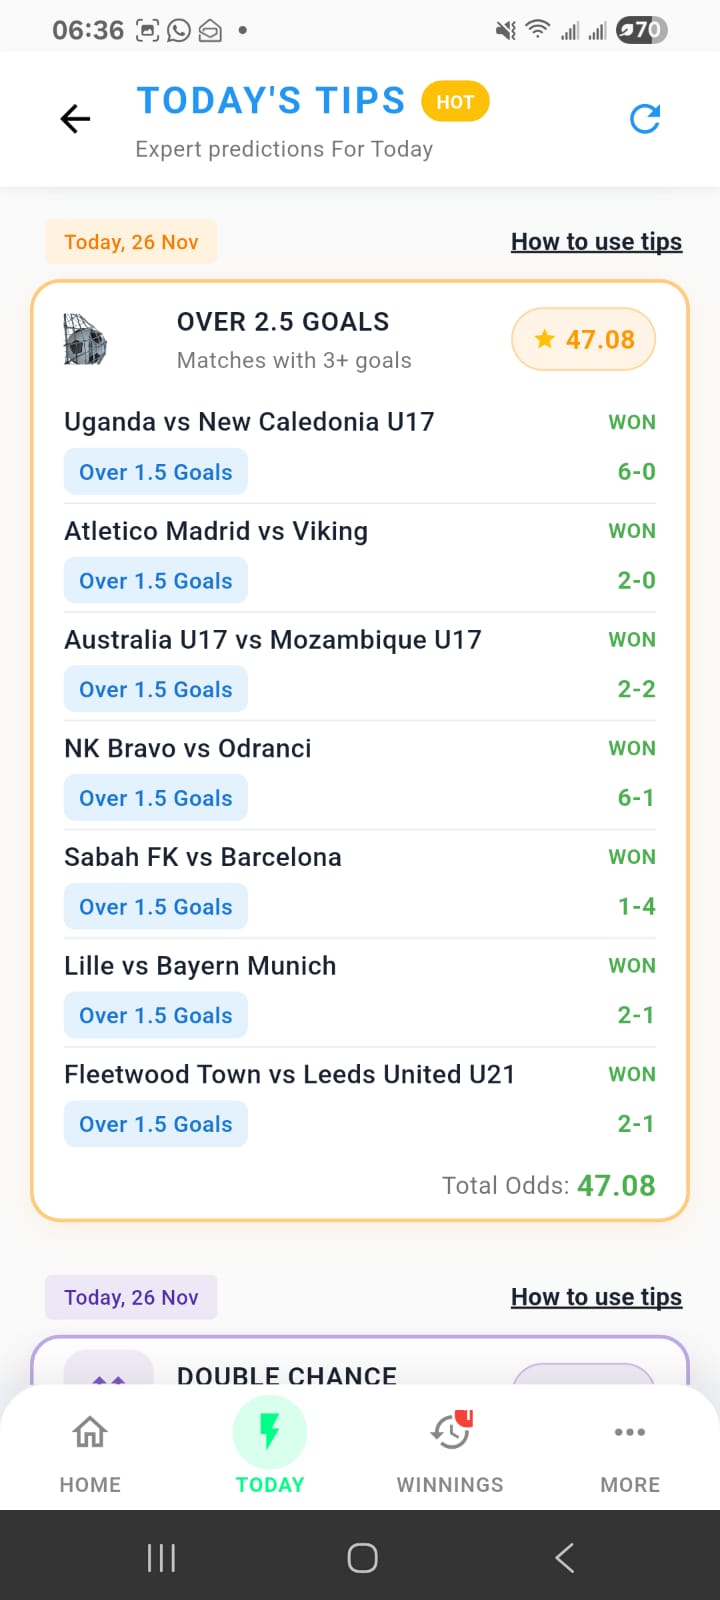 06:36
70
TODAY'S TIPS HOT
Expert predictions For Today
Today, 26 Nov How to use tips
OVER 2.5 GOALS
Matches with 3+ goals
47.08
Uganda vs New Caledonia U17 WON
Over 1.5 Goals 6-0
Atletico Madrid vs Viking WON
Over 1.5 Goals 2-0
Australia U17 vs Mozambique U17 WON
Over 1.5 Goals 2-2
NK Bravo vs Odranci WON
Over 1.5 Goals 6-1
Sabah FK vs Barcelona WON
Over 1.5 Goals 1-4
Lille vs Bayern Munich WON
Over 1.5 Goals 2-1
Fleetwood Town vs Leeds United U21 WON
Over 1.5 Goals 2-1
Total Odds: 47.08
Today, 26 Nov How to use tips
DOUBLE CHANCE
HOME TODAY WINNINGS MORE